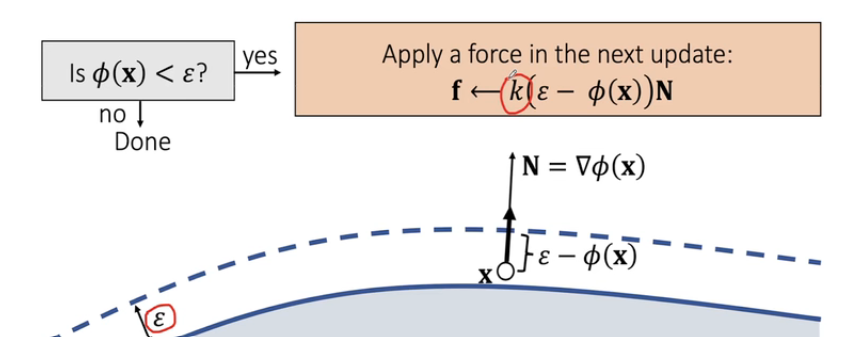 Is ϕ(𝐱) < ε?
yes
no
Done
Apply a force in the next update:
𝐟 ← k(ε − ϕ(𝐱))𝐍
𝐍 = ∇ϕ(𝐱)
ε − ϕ(𝐱)
𝐱
ε